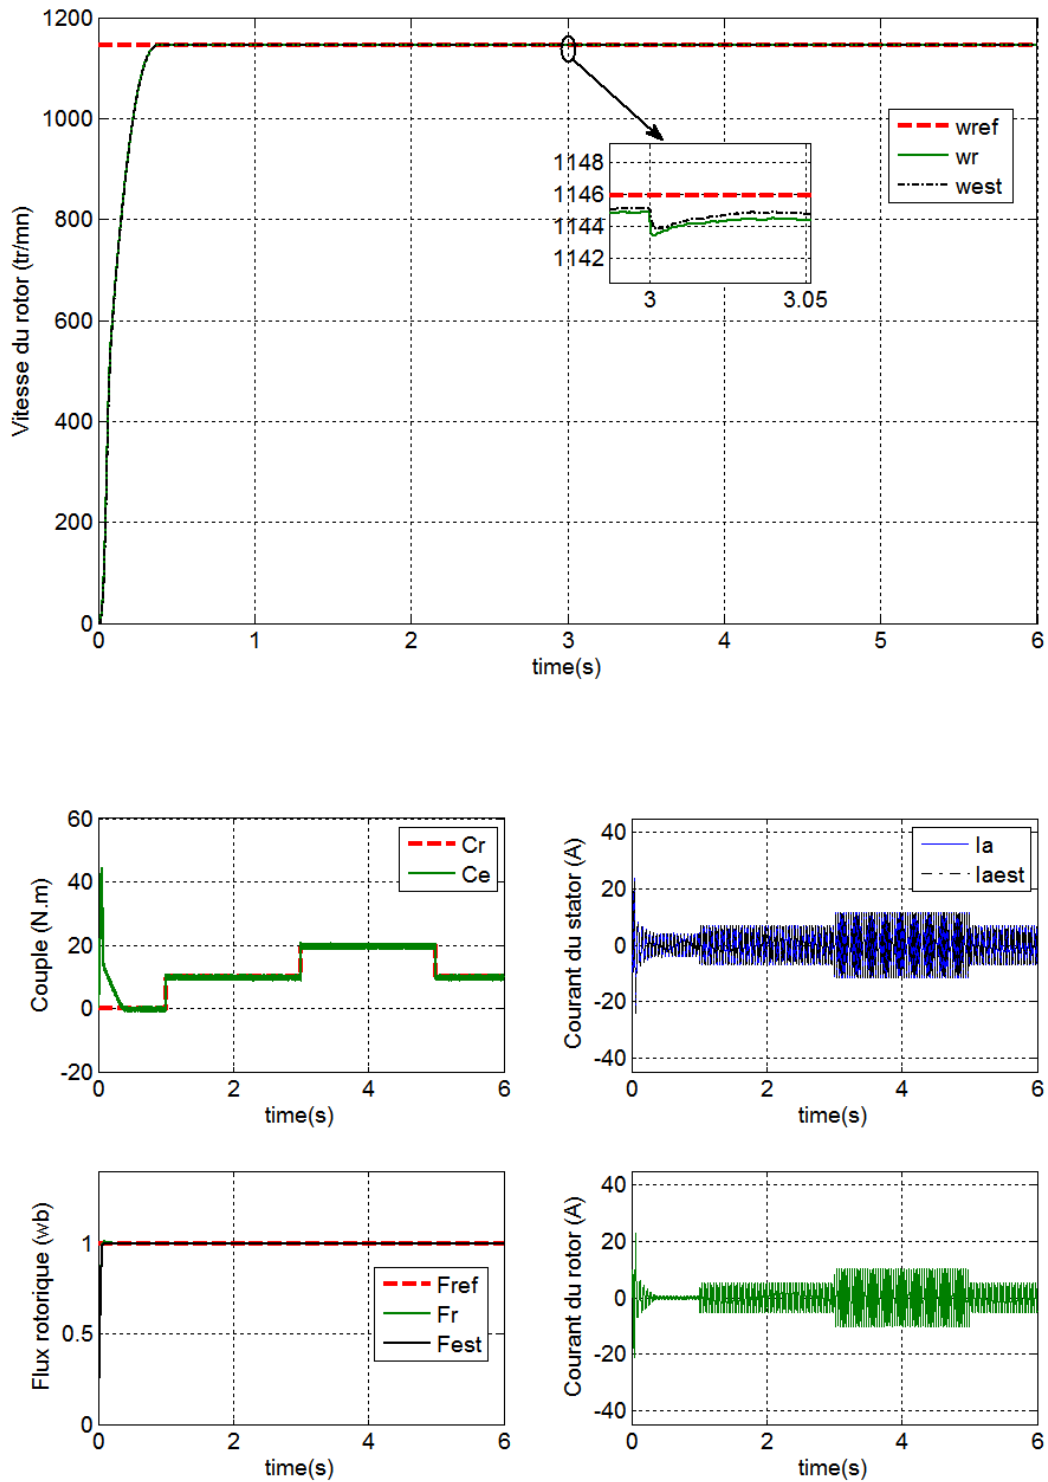 1200
1000
800
600
400
200
0
Vitesse du rotor (tr/mn)
wref
wr
west
1148
1146
1144
1142
3
3.05
0
1
2
3
4
5
6
time(s)
60
40
20
0
-20
Couple (N.m)
Cr
Ce
0
2
4
6
time(s)
40
20
0
-20
-40
Courant du stator (A)
Ia
Iaest
0
2
4
6
time(s)
1
0.5
0
Flux rotorique (wb)
Fref
Fr
Fest
0
2
4
6
time(s)
40
20
0
-20
-40
Courant du rotor (A)
0
2
4
6
time(s)